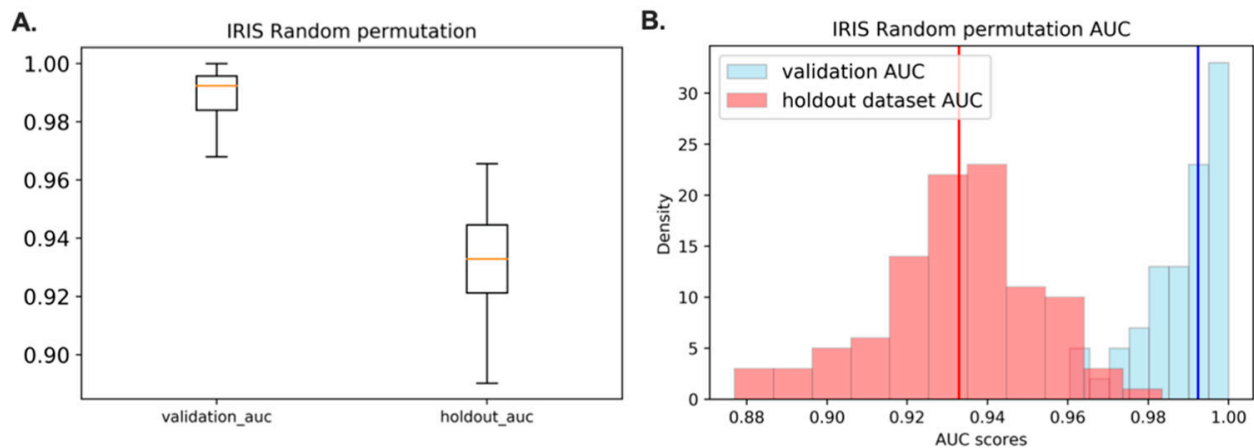 A.
IRIS Random permutation
1.00
0.98
0.96
0.94
0.92
0.90
validation_auc holdout_auc
B.
IRIS Random permutation AUC
validation AUC
holdout dataset AUC
Density
30
25
20
15
10
5
0
0.88 0.90 0.92 0.94 0.96 0.98 1.00
AUC scores